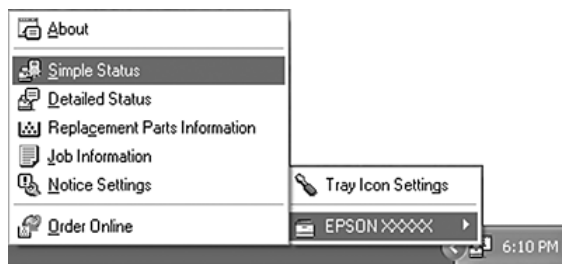 About
Simple Status
Detailed Status
Replacement Parts Information
Job Information
Notice Settings
Order Online
Tray Icon Settings
EPSON XXXXX
6:10 PM